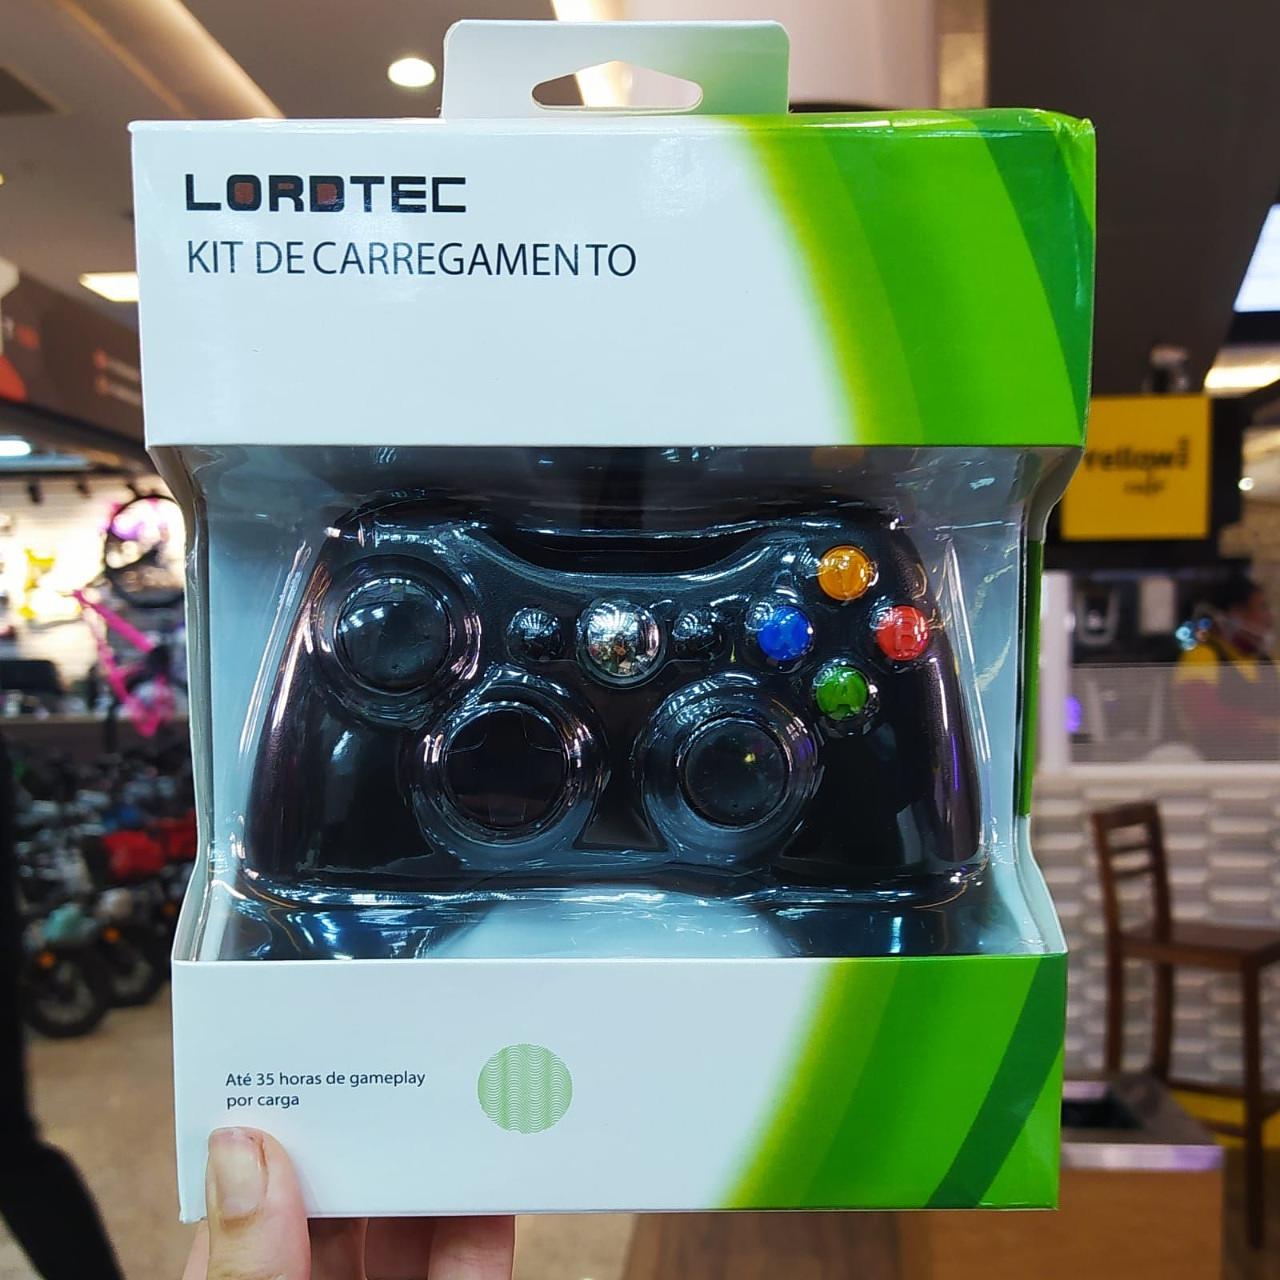 LORDTEC
KIT DE CARREGAMENTO
Y
X
B
A
Até 35 horas de gameplay
por carga